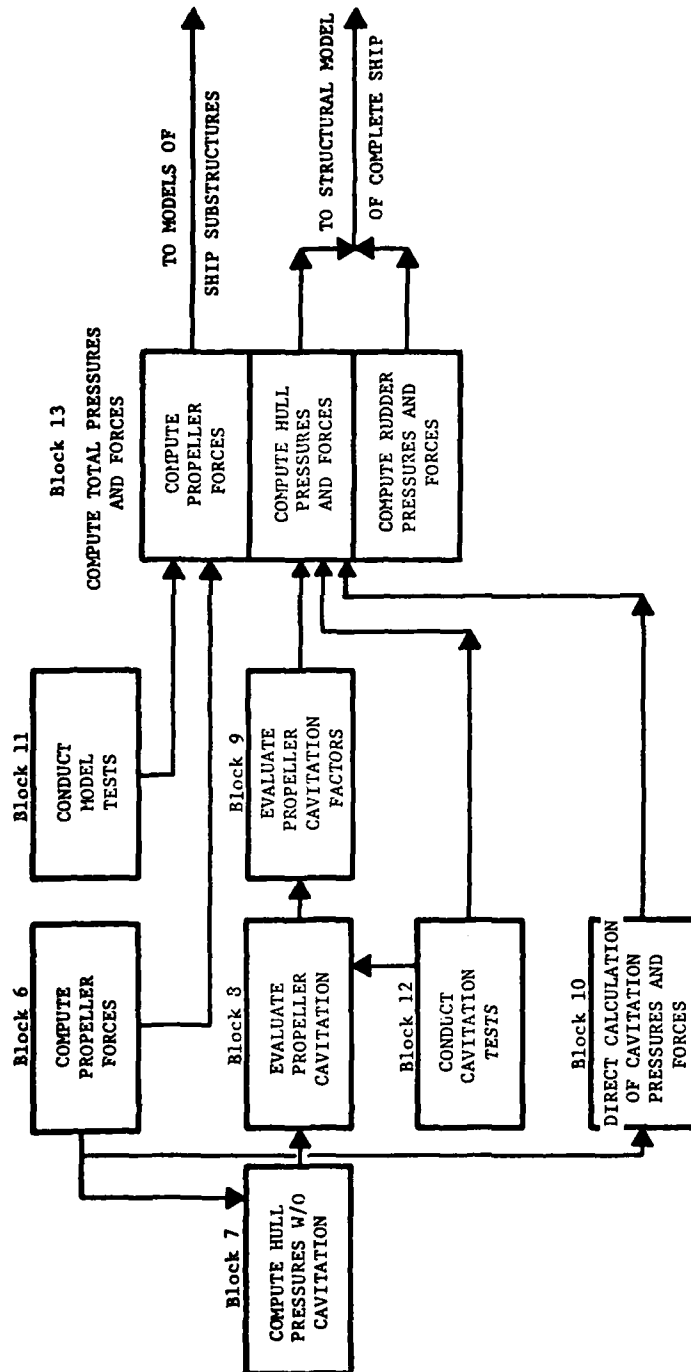 Block 6
COMPUTE
PROPELLER
FORCES
Block 11
CONDUCT
MODEL
TESTS
Block 7
COMPUTE HULL
PRESSURES W/O
CAVITATION
Block 8
EVALUATE
PROPELLER
CAVITATION
Block 9
EVALUATE
PROPELLER
CAVITATION
FACTORS
Block 12
CONDUCT
CAVITATION
TESTS
Block 10
DIRECT CALCULATION
OF CAVITATION
PRESSURES AND
FORCES
Block 13
COMPUTE TOTAL PRESSURES
AND FORCES
COMPUTE
PROPELLER
FORCES
COMPUTE HULL
PRESSURES
AND FORCES
COMPUTE RUDDER
PRESSURES AND
FORCES
TO MODELS OF
SHIP SUBSTRUCTURES
TO STRUCTURAL MODEL
OF COMPLETE SHIP